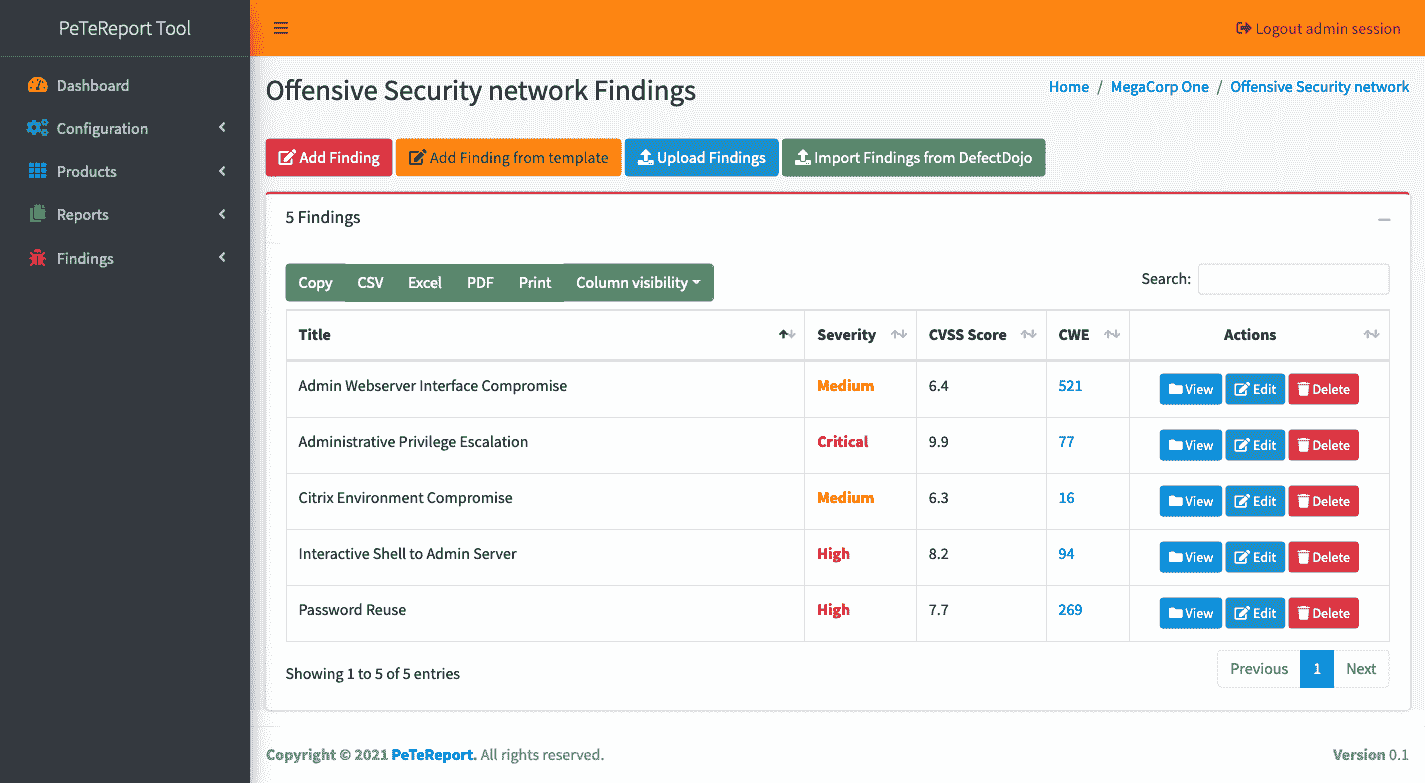 PeTeReport Tool
Logout admin session
Dashboard
Configuration
Products
Reports
Findings
Offensive Security network Findings
Home / MegaCorp One / Offensive Security network
Add Finding Add Finding from template Upload Findings Import Findings from DefectDojo
5 Findings
Copy CSV Excel PDF Print Column visibility
Search:
Title Severity CVSS Score CWE Actions
Admin Webserver Interface Compromise Medium 6.4 521 View Edit Delete
Administrative Privilege Escalation Critical 9.9 77 View Edit Delete
Citrix Environment Compromise Medium 6.3 16 View Edit Delete
Interactive Shell to Admin Server High 8.2 94 View Edit Delete
Password Reuse High 7.7 269 View Edit Delete
Showing 1 to 5 of 5 entries
Previous 1 Next
Copyright © 2021 PeTeReport. All rights reserved.
Version 0.1